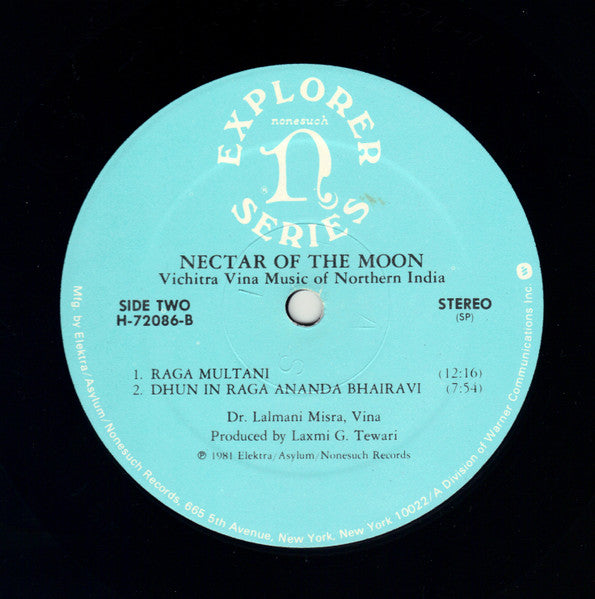 EXPLORER
nonesuch
n
SERIES
NECTAR OF THE MOON
Vichitra Vina Music of Northern India
SIDE TWO
H-72086-B
STEREO
(SP)
1. RAGA MULTANI (12:16)
2. DHUN IN RAGA ANANDA BHAIRAVI (7:54)
Dr. Lalmani Misra, Vina
Produced by Laxmi G. Tewari
℗ 1981 Elektra/Asylum/Nonesuch Records
Mfg. by Elektra/Asylum/Nonesuch Records, 665 5th Avenue, New York, New York 10022/A Division of Warner Communications Inc.